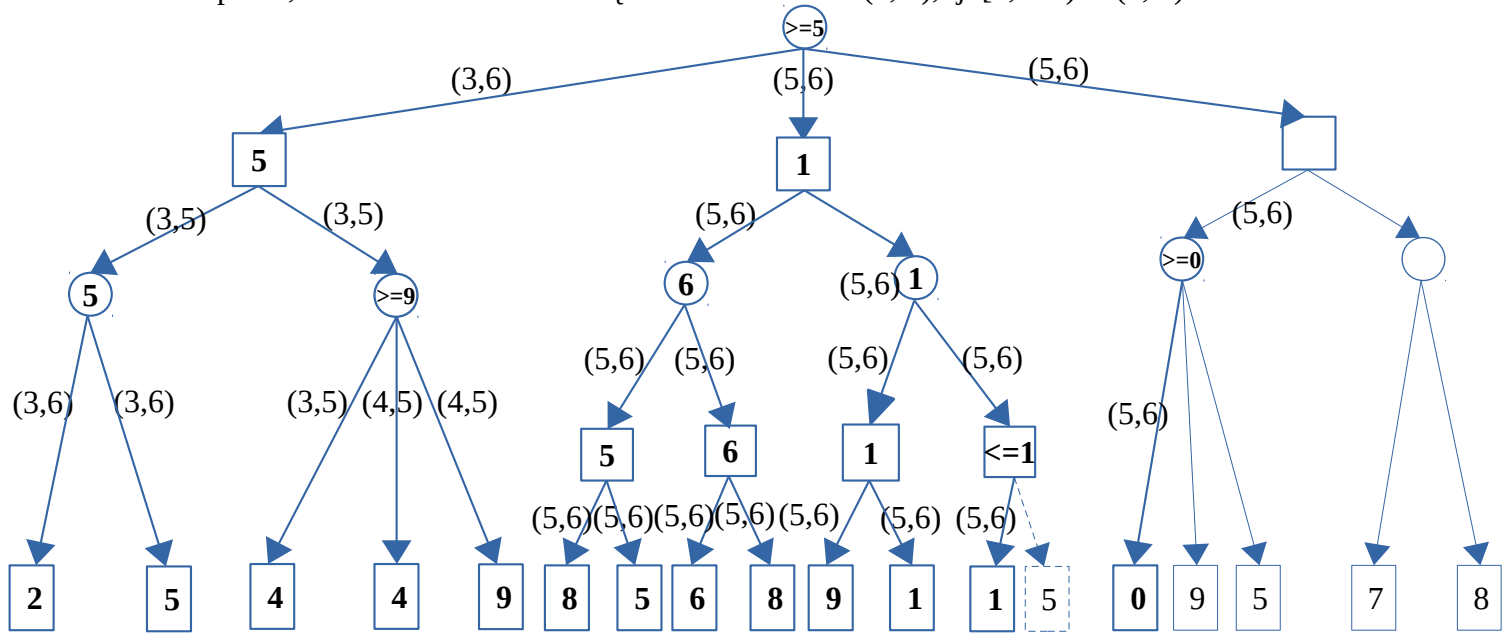 >=5
(3,6) (5,6) (5,6)
5 1
(3,5) (3,5) (5,6) (5,6)
5 >=9 6 (5,6) 1 >=0
(5,6) (5,6) (5,6) (5,6)
(3,6) (3,6) (3,5) (4,5) (4,5) (5,6)
5 6 1 <=1
(5,6) (5,6) (5,6) (5,6) (5,6) (5,6) (5,6)
2 5 4 4 9 8 5 6 8 9 1 1 5 0 9 5 7 8